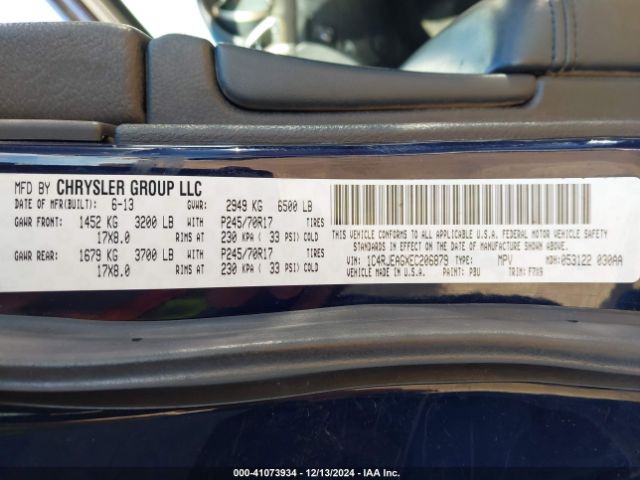 MFD BY CHRYSLER GROUP LLC
DATE OF MFR(BUILT): 6-13 GVWR: 2949 KG 6500 LB
GAWR FRONT: 1452 KG 3200 LB WITH P245/70R17 TIRES
17X8.0 RIMS AT 230 KPA ( 33 PSI) COLD
GAWR REAR: 1679 KG 3700 LB WITH P245/70R17 TIRES
17X8.0 RIMS AT 230 KPA ( 33 PSI) COLD
THIS VEHICLE CONFORMS TO ALL APPLICABLE U.S.A. FEDERAL MOTOR VEHICLE SAFETY
STANDARDS IN EFFECT ON THE DATE OF MANUFACTURE SHOWN ABOVE.
VIN: 1C4RJEAGXEC206879 TYPE: MPV MDH: 053122 030AA
VEHICLE MADE IN U.S.A. PAINT: PBU TRIM: F7X9
000-41073934 - 12/13/2024 - IAA Inc.